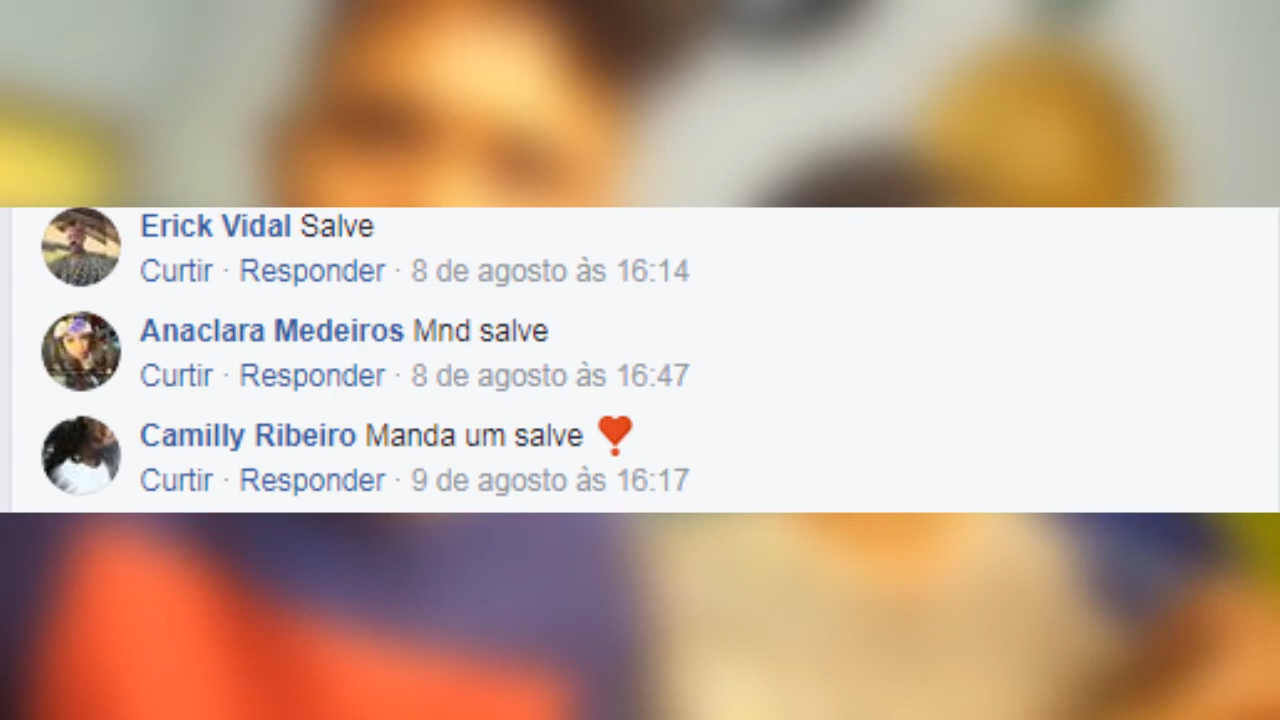 Erick Vidal Salve
Curtir · Responder · 8 de agosto às 16:14
Anaclara Medeiros Mnd salve
Curtir · Responder · 8 de agosto às 16:47
Camilly Ribeiro Manda um salve ❣
Curtir · Responder · 9 de agosto às 16:17